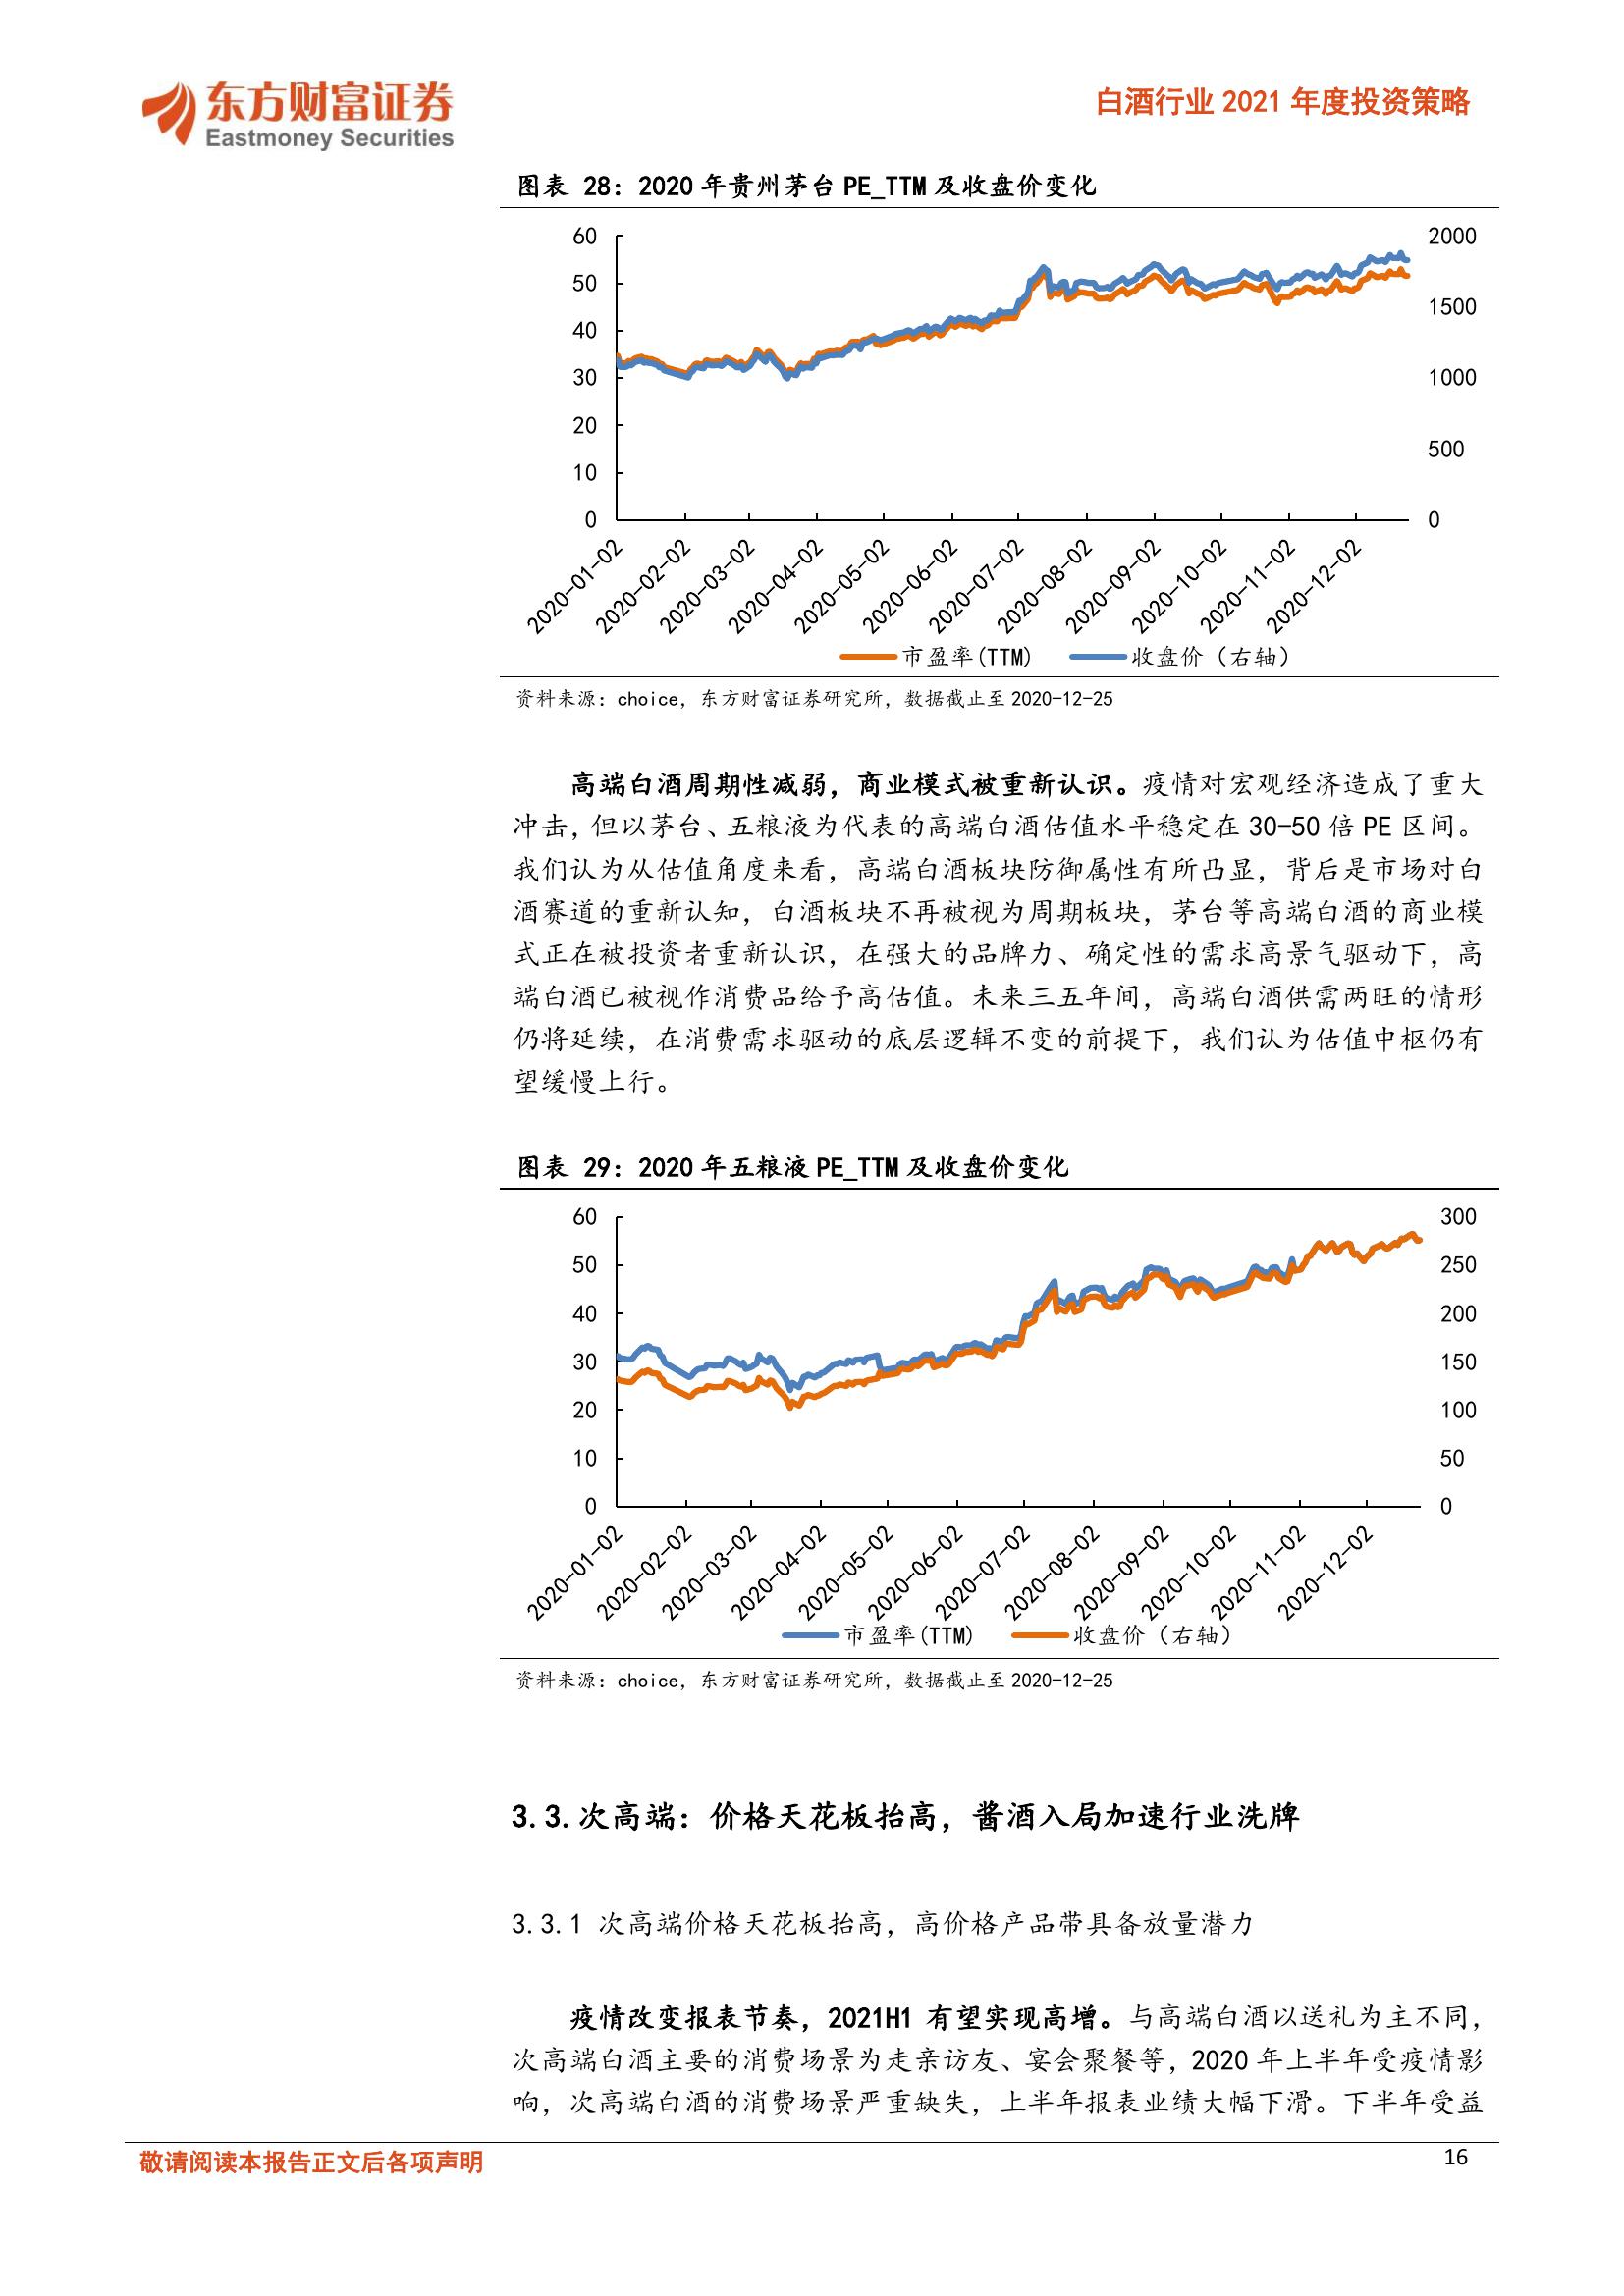 东方财富证券
Eastmoney Securities
白酒行业 2021 年度投资策略
图表 28：2020 年贵州茅台 PE_TTM 及收盘价变化
60
50
40
30
20
10
0
2000
1500
1000
500
0
2020-01-02
2020-02-02
2020-03-02
2020-04-02
2020-05-02
2020-06-02
2020-07-02
2020-08-02
2020-09-02
2020-10-02
2020-11-02
2020-12-02
市盈率(TTM) 收盘价（右轴）
资料来源：choice，东方财富证券研究所，数据截止至 2020-12-25
高端白酒周期性减弱，商业模式被重新认识。疫情对宏观经济造成了重大
冲击，但以茅台、五粮液为代表的高端白酒估值水平稳定在 30-50 倍 PE 区间。
我们认为从估值角度来看，高端白酒板块防御属性有所凸显，背后是市场对白
酒赛道的重新认知，白酒板块不再被视为周期板块，茅台等高端白酒的商业模
式正在被投资者重新认识，在强大的品牌力、确定性的需求高景气驱动下，高
端白酒已被视作消费品给予高估值。未来三五年间，高端白酒供需两旺的情形
仍将延续，在消费需求驱动的底层逻辑不变的前提下，我们认为估值中枢仍有
望缓慢上行。
图表 29：2020 年五粮液 PE_TTM 及收盘价变化
60
50
40
30
20
10
0
300
250
200
150
100
50
0
2020-01-02
2020-02-02
2020-03-02
2020-04-02
2020-05-02
2020-06-02
2020-07-02
2020-08-02
2020-09-02
2020-10-02
2020-11-02
2020-12-02
市盈率(TTM) 收盘价（右轴）
资料来源：choice，东方财富证券研究所，数据截止至 2020-12-25
3.3.次高端：价格天花板抬高，酱酒入局加速行业洗牌
3.3.1 次高端价格天花板抬高，高价格产品带具备放量潜力
疫情改变报表节奏，2021H1 有望实现高增。与高端白酒以送礼为主不同，
次高端白酒主要的消费场景为走亲访友、宴会聚餐等，2020 年上半年受疫情影
响，次高端白酒的消费场景严重缺失，上半年报表业绩大幅下滑。下半年受益
敬请阅读本报告正文后各项声明
16